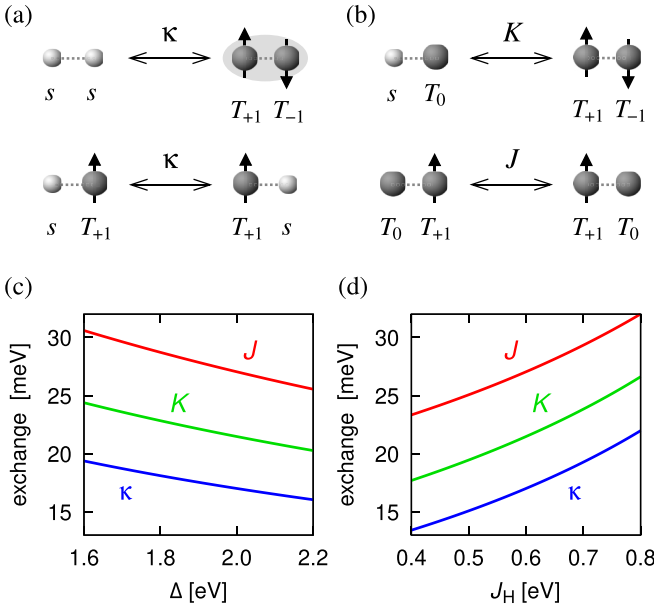 (a)
κ
s s T+1 T−1
κ
s T+1 T+1 s
(b)
K
s T0 T+1 T−1
J
T0 T+1 T+1 T0
(c)
exchange [meV]
30
25
20
15
J
K
κ
1.6 1.8 2.0 2.2
Δ [eV]
(d)
exchange [meV]
30
25
20
15
J
K
κ
0.4 0.5 0.6 0.7 0.8
JH [eV]